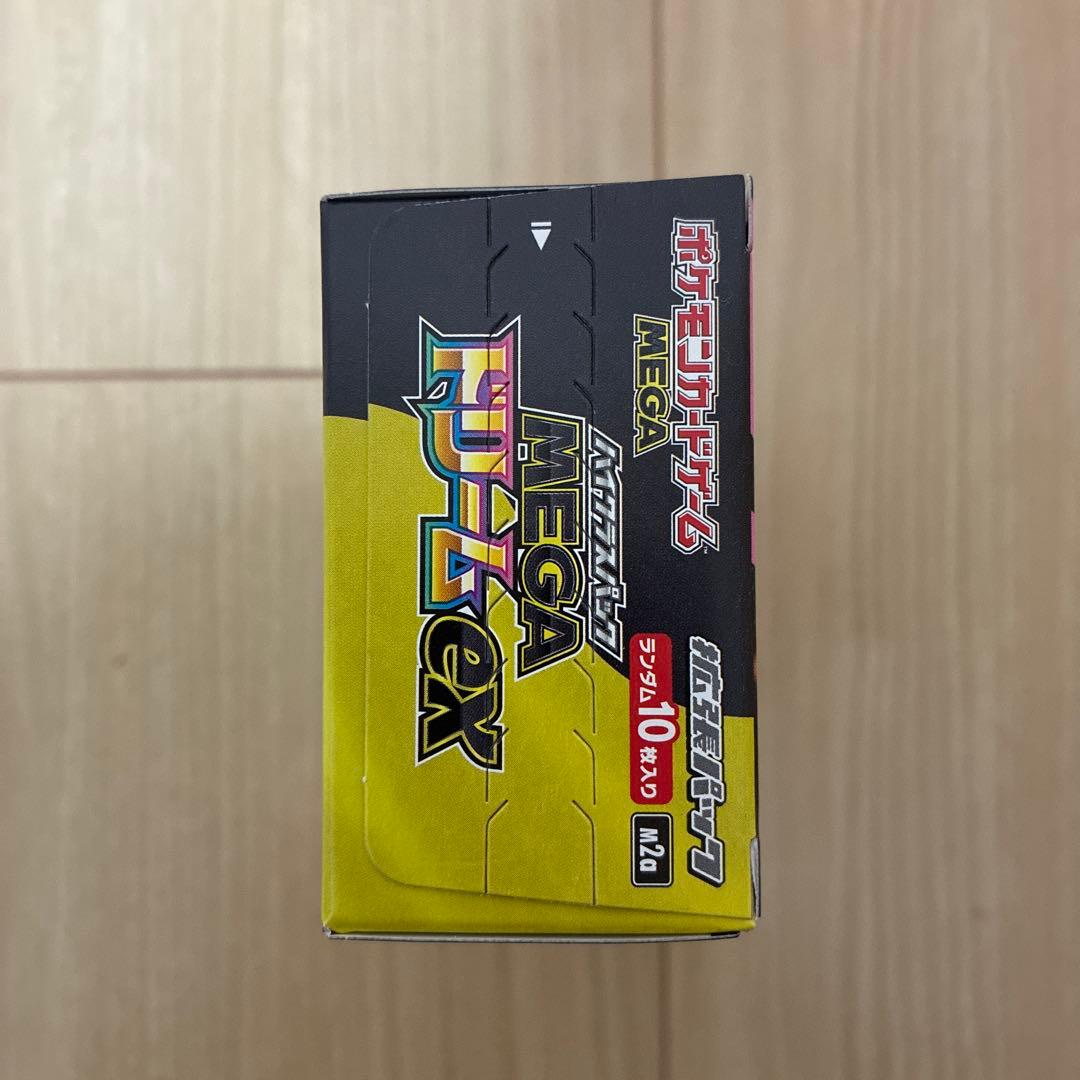 ポケモンカードゲーム™
MEGA
拡張パック
ハイクラスパック
MEGA
ドリームex
ランダム10枚入り
M2a